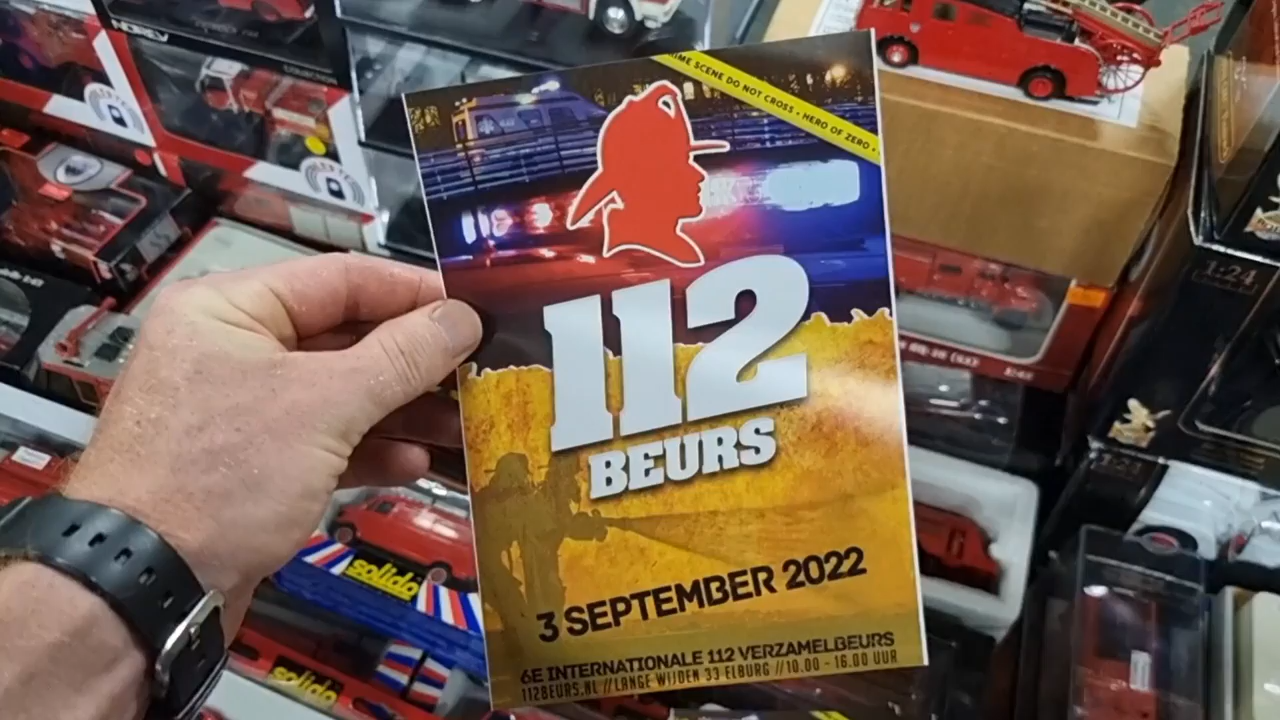 NOREV
CRIME SCENE DO NOT CROSS • HERO OF ZERO •
112
BEURS
3 SEPTEMBER 2022
6E INTERNATIONALE 112 VERZAMELBEURS
112BEURS.NL // LANGE WIJDEN 33 ELBURG // 10.00 - 16.00 UUR
1:24
solido
solido